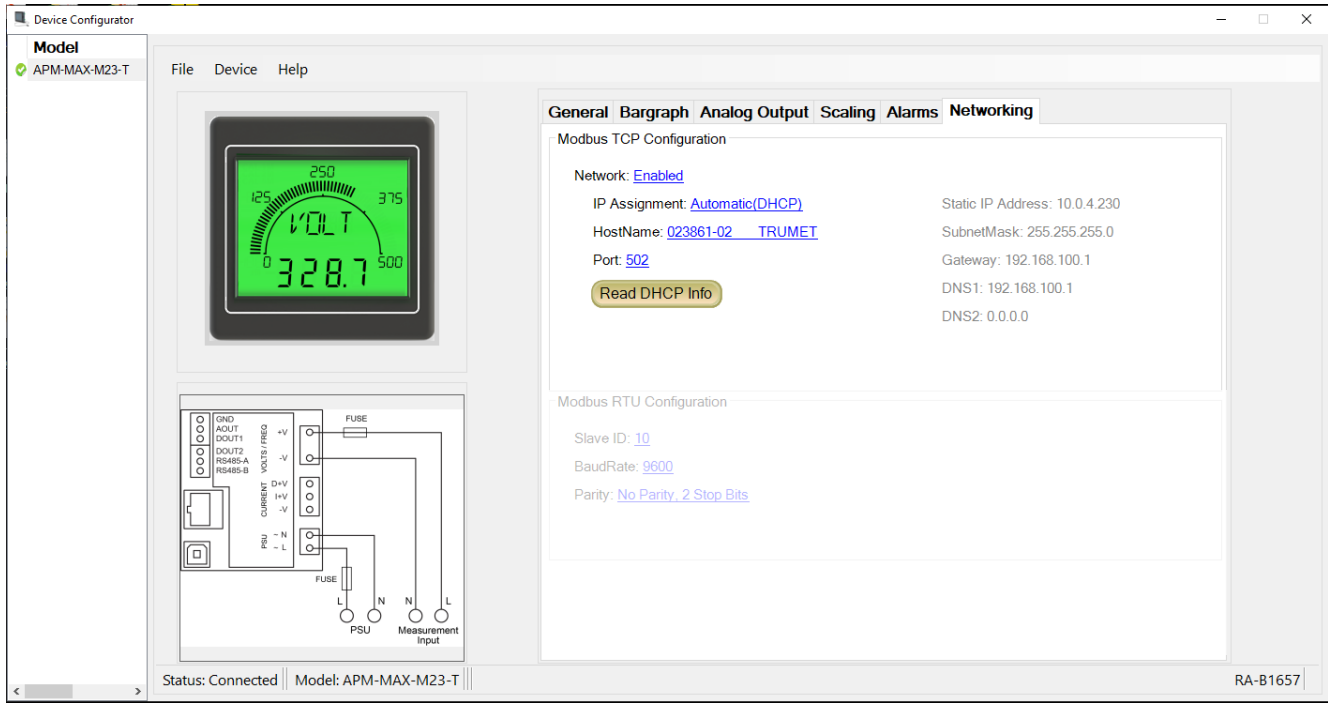 Device Configurator
Model
APM-MAX-M23-T
File Device Help
125
250
375
VOLT
0
500
328.7
General Bargraph Analog Output Scaling Alarms Networking
Modbus TCP Configuration
Network: Enabled
IP Assignment: Automatic(DHCP)
HostName: 023861-02 TRUMET
Port: 502
Read DHCP Info
Static IP Address: 10.0.4.230
SubnetMask: 255.255.255.0
Gateway: 192.168.100.1
DNS1: 192.168.100.1
DNS2: 0.0.0.0
Modbus RTU Configuration
Slave ID: 10
BaudRate: 9600
Parity: No Parity, 2 Stop Bits
GND
AOUT
DOUT1
DOUT2
RS485-A
RS485-B
VOLTS / FREQ
+V
-V
CURRENT
D+V
I+V
-V
PSU
~ N
~ L
FUSE
FUSE
L N N L
PSU
Measurement
Input
Status: Connected Model: APM-MAX-M23-T RA-B1657